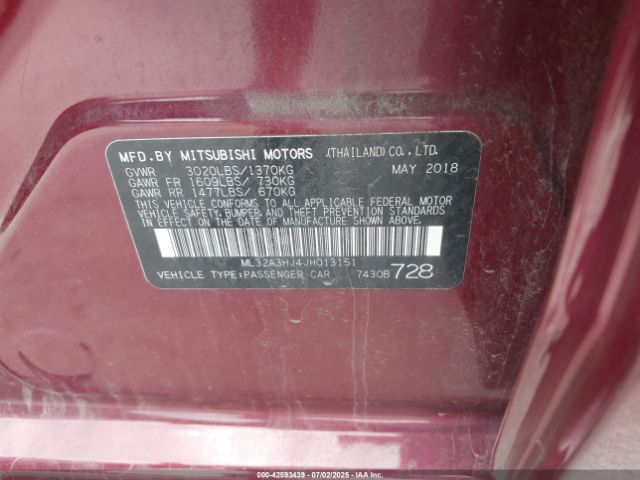 MFD. BY MITSUBISHI MOTORS (THAILAND) CO., LTD.
GVWR 3020LBS/1370KG MAY 2018
GAWR FR 1609LBS/ 730KG
GAWR RR 1477LBS/ 670KG
THIS VEHICLE CONFORMS TO ALL APPLICABLE FEDERAL MOTOR
VEHICLE SAFETY, BUMPER, AND THEFT PREVENTION STANDARDS
IN EFFECT ON THE DATE OF MANUFACTURE SHOWN ABOVE.
ML32A3HJ4JH013151
VEHICLE TYPE:PASSENGER CAR 7430B 728
000-42593439 - 07/02/2025 - IAAI.COM